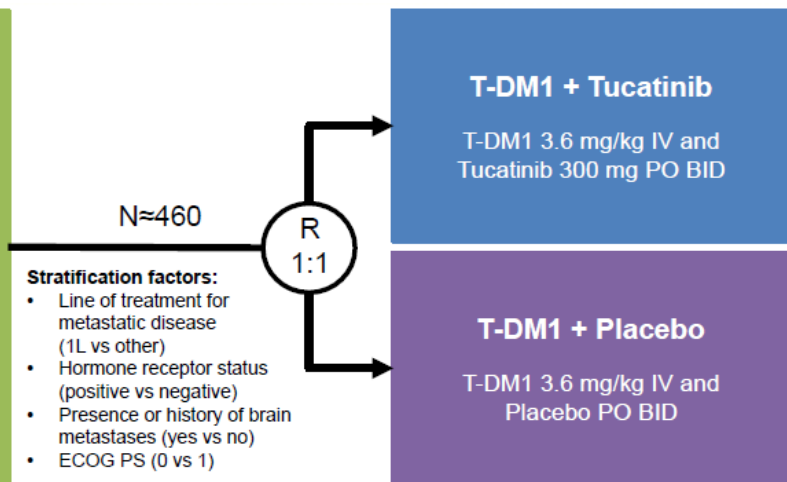 N≈460
R
1:1
Stratification factors:
• Line of treatment for
metastatic disease
(1L vs other)
• Hormone receptor status
(positive vs negative)
• Presence or history of brain
metastases (yes vs no)
• ECOG PS (0 vs 1)
T-DM1 + Tucatinib
T-DM1 3.6 mg/kg IV and
Tucatinib 300 mg PO BID
T-DM1 + Placebo
T-DM1 3.6 mg/kg IV and
Placebo PO BID